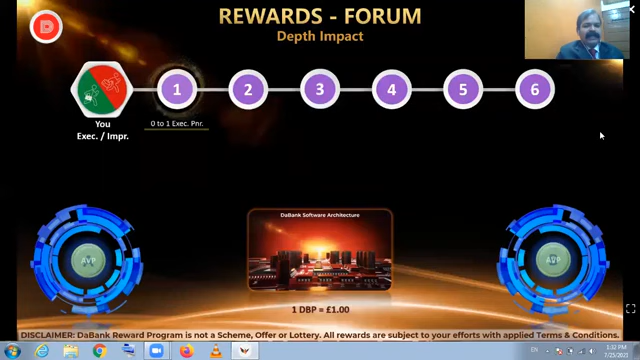 REWARDS - FORUM
Depth Impact
D
1
2
3
4
5
6
You
Exec. / Impr.
0 to 1 Exec. Pnr.
DaBank Software Architecture
AVP
AVP
1 DBP = £1.00
DISCLAIMER: DaBank Reward Program is not a Scheme, Offer or Lottery. All rewards are subject to your efforts with applied Terms & Conditions.
EN
1:32 PM
7/25/2021